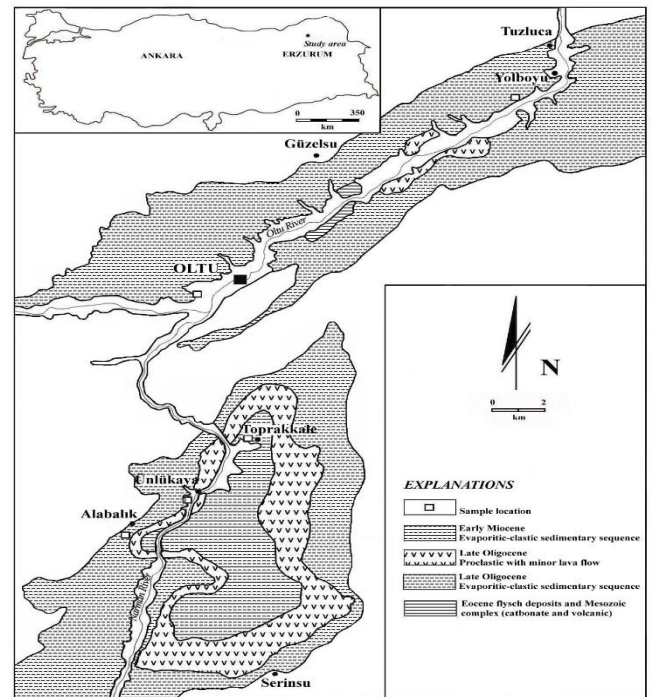 ANKARA
Study area
ERZURUM
0 350
km
Tuzluca
Yolboyu
Güzelsu
Oltu River
OLTU
N
0 2
km
Toprakkale
Ünlükaya
Alabalık
River
Serinsu
EXPLANATIONS
Sample location
Early Miocene
Evaporitic-clastic sedimentary sequence
Late Oligocene
Proclastic with minor lava flow
Late Oligocene
Evaporitic-clastic sedimentary sequence
Eocene flysch deposits and Mesozoic
complex (catbonate and volcanic)